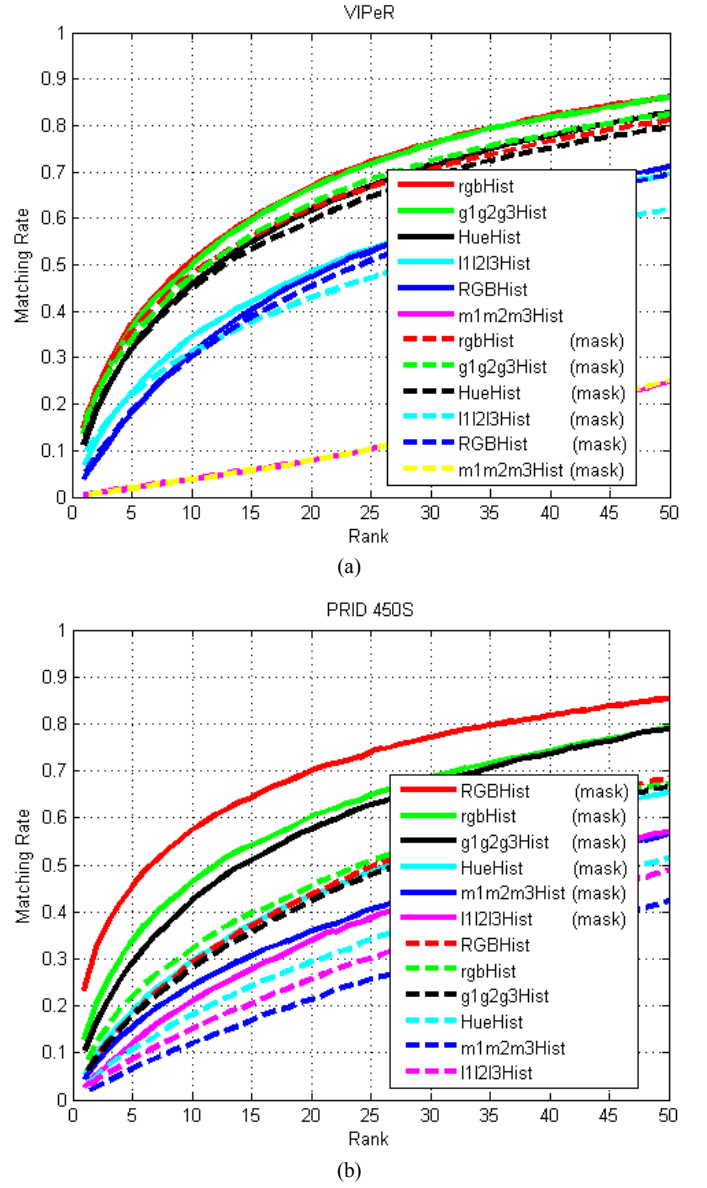 VIPeR
1
0.9
0.8
0.7
0.6
0.5
0.4
0.3
0.2
0.1
0
Matching Rate
rgbHist
g1g2g3Hist
HueHist
l1l2l3Hist
RGBHist
m1m2m3Hist
rgbHist (mask)
g1g2g3Hist (mask)
HueHist (mask)
l1l2l3Hist (mask)
RGBHist (mask)
m1m2m3Hist (mask)
0 5 10 15 20 25 30 35 40 45 50
Rank
(a)
PRID 450S
1
0.9
0.8
0.7
0.6
0.5
0.4
0.3
0.2
0.1
0
Matching Rate
RGBHist (mask)
rgbHist (mask)
g1g2g3Hist (mask)
HueHist (mask)
m1m2m3Hist (mask)
l1l2l3Hist (mask)
RGBHist
rgbHist
g1g2g3Hist
HueHist
m1m2m3Hist
l1l2l3Hist
0 5 10 15 20 25 30 35 40 45 50
Rank
(b)